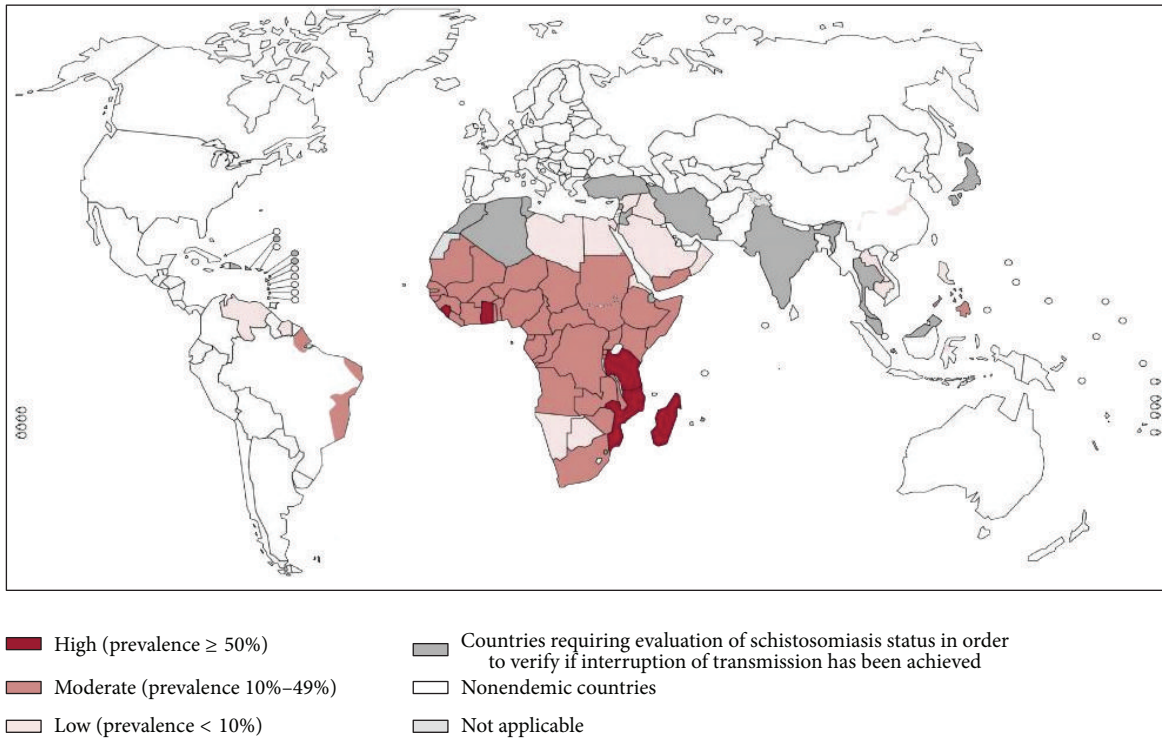 High (prevalence ≥ 50%)
Moderate (prevalence 10%–49%)
Low (prevalence < 10%)
Countries requiring evaluation of schistosomiasis status in order
to verify if interruption of transmission has been achieved
Nonendemic countries
Not applicable